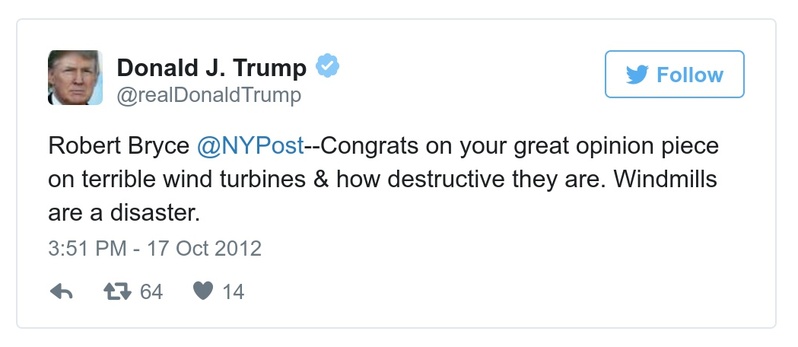 Donald J. Trump
@realDonaldTrump
Follow
Robert Bryce @NYPost--Congrats on your great opinion piece
on terrible wind turbines & how destructive they are. Windmills
are a disaster.
3:51 PM - 17 Oct 2012
64 14